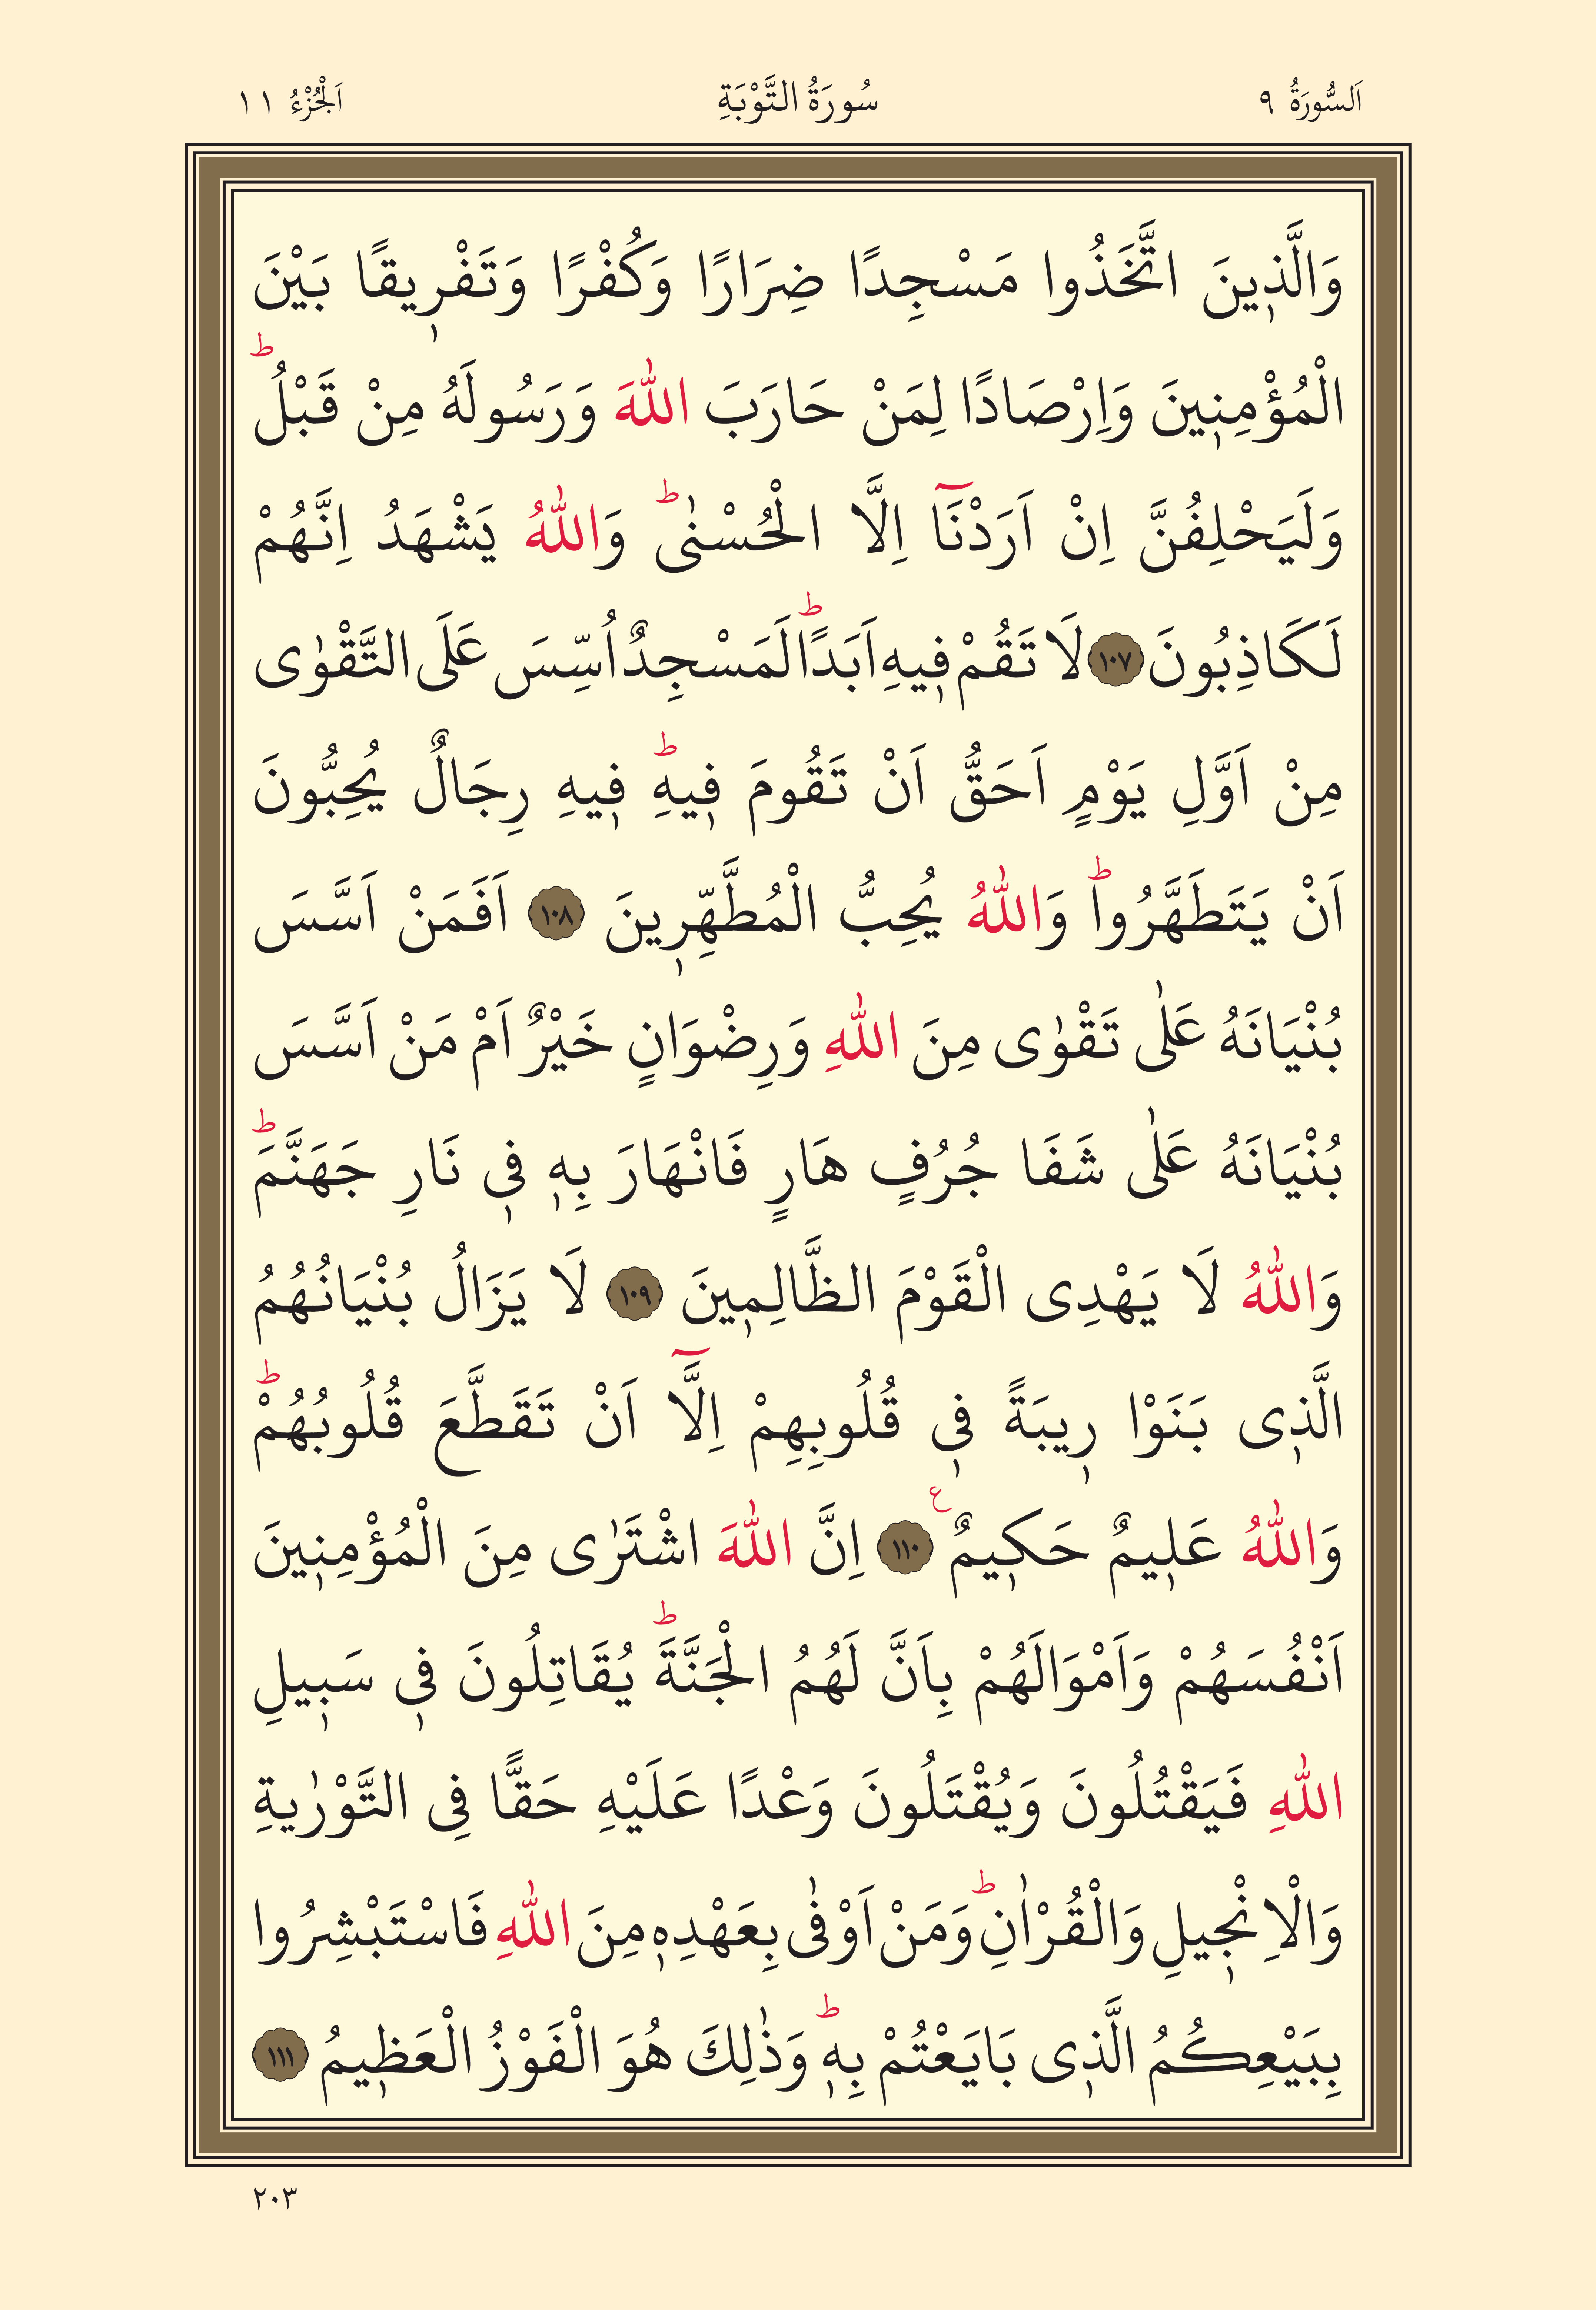 اَلسُّورَةُ ٩ سُورَةُ التَّوْبَةِ اَلْجُزْءُ ١١
وَالَّذ۪ينَ اتَّخَذُوا مَسْجِدًا ضِرَارًا وَكُفْرًا وَتَفْر۪يقًا بَيْنَ
الْمُؤْمِن۪ينَ وَاِرْصَادًا لِمَنْ حَارَبَ اللّٰهَ وَرَسُولَهُ مِنْ قَبْلُۜ
وَلَيَحْلِفُنَّ اِنْ اَرَدْنَٓا اِلَّا الْحُسْنٰىۜ وَاللّٰهُ يَشْهَدُ اِنَّهُمْ
لَكَاذِبُونَ ١٠٧ لَا تَقُمْ ف۪يهِ اَبَدًاۜ لَمَسْجِدٌ اُسِّسَ عَلَى التَّقْوٰى
مِنْ اَوَّلِ يَوْمٍ اَحَقُّ اَنْ تَقُومَ ف۪يهِۜ ف۪يهِ رِجَالٌ يُحِبُّونَ
اَنْ يَتَطَهَّرُواۜ وَاللّٰهُ يُحِبُّ الْمُطَّهِّر۪ينَ ١٠٨ اَفَمَنْ اَسَّسَ
بُنْيَانَهُ عَلٰى تَقْوٰى مِنَ اللّٰهِ وَرِضْوَانٍ خَيْرٌ اَمْ مَنْ اَسَّسَ
بُنْيَانَهُ عَلٰى شَفَا جُرُفٍ هَارٍ فَانْهَارَ بِه۪ ف۪ى نَارِ جَهَنَّمَۜ
وَاللّٰهُ لَا يَهْدِى الْقَوْمَ الظَّالِم۪ينَ ١٠٩ لَا يَزَالُ بُنْيَانُهُمُ
الَّذ۪ى بَنَوْا ر۪يبَةً ف۪ى قُلُوبِهِمْ اِلَّٓا اَنْ تَقَطَّعَ قُلُوبُهُمْۜ
وَاللّٰهُ عَل۪يمٌ حَك۪يمٌ ع ١١٠ اِنَّ اللّٰهَ اشْتَرٰى مِنَ الْمُؤْمِن۪ينَ
اَنْفُسَهُمْ وَاَمْوَالَهُمْ بِاَنَّ لَهُمُ الْجَنَّةَۜ يُقَاتِلُونَ ف۪ى سَب۪يلِ
اللّٰهِ فَيَقْتُلُونَ وَيُقْتَلُونَ وَعْدًا عَلَيْهِ حَقًّا فِى التَّوْرٰيةِ
وَالْاِنْج۪يلِ وَالْقُرْاٰنِۜ وَمَنْ اَوْفٰى بِعَهْدِه۪ مِنَ اللّٰهِ فَاسْتَبْشِرُوا
بِبَيْعِكُمُ الَّذ۪ى بَايَعْتُمْ بِه۪ۜ وَذٰلِكَ هُوَ الْفَوْزُ الْعَظ۪يمُ ١١١
٢٠٣